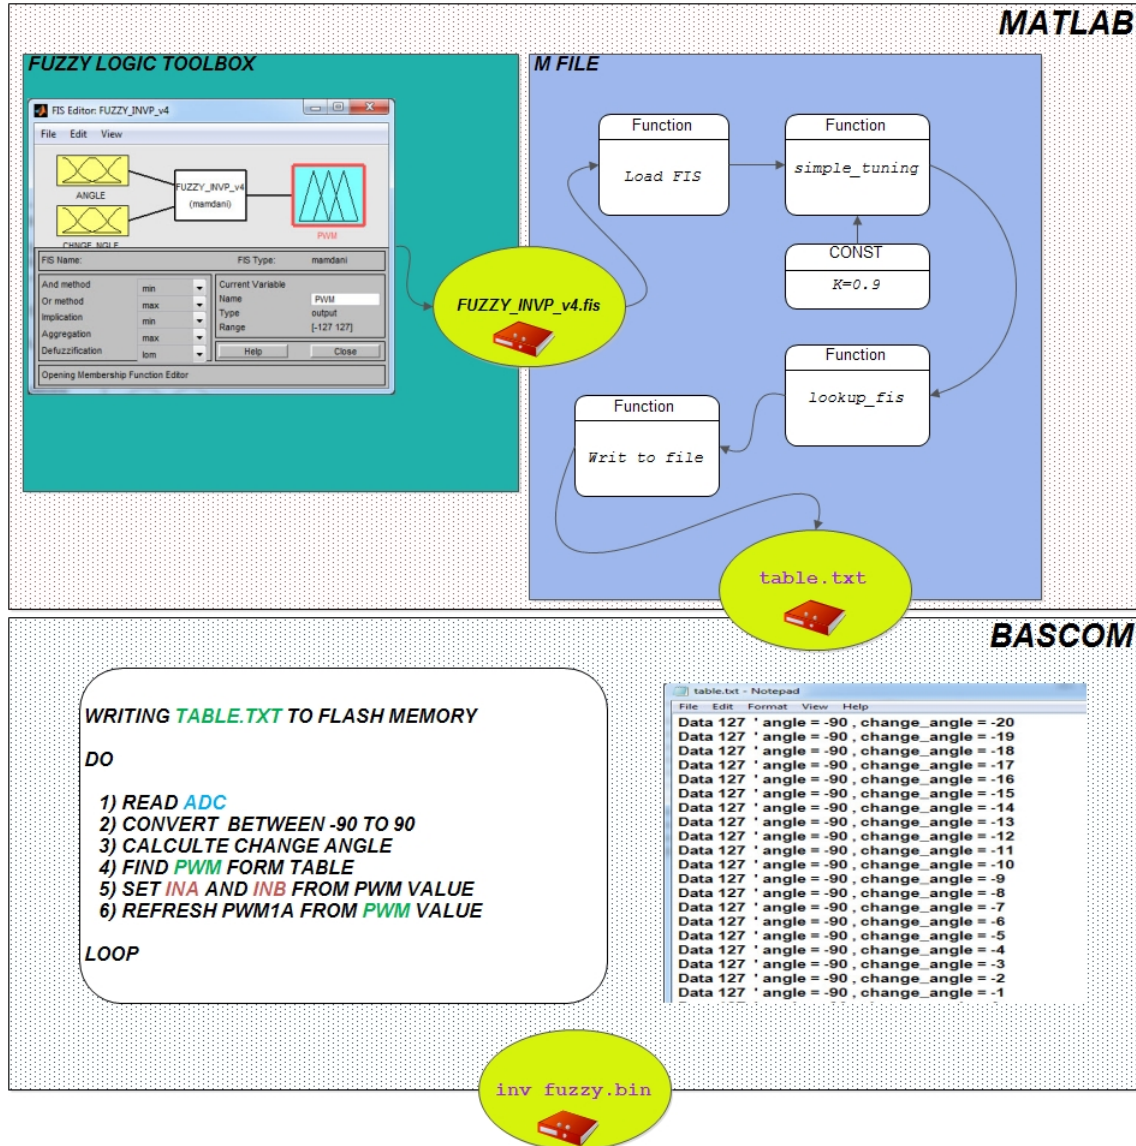 MATLAB
FUZZY LOGIC TOOLBOX
FIS Editor: FUZZY_INVP_v4
File Edit View
ANGLE
FUZZY_INVP_v4
(mamdani)
PWM
FIS Name: FIS Type: mamdani
And method min
Or method max
Implication min
Aggregation max
Defuzzification lom
Current Variable
Name PWM
Type output
Range [-127 127]
Help Close
Opening Membership Function Editor
FUZZY_INVP_v4.fis
M FILE
Function
Load FIS
Function
simple_tuning
CONST
K=0.9
Function
lookup_fis
Function
Writ to file
table.txt
BASCOM
WRITING TABLE.TXT TO FLASH MEMORY
DO
1) READ ADC
2) CONVERT BETWEEN -90 TO 90
3) CALCULTE CHANGE ANGLE
4) FIND PWM FORM TABLE
5) SET INA AND INB FROM PWM VALUE
6) REFRESH PWM1A FROM PWM VALUE
LOOP
table.txt - Notepad
File Edit Format View Help
Data 127 ' angle = -90 , change_angle = -20
Data 127 ' angle = -90 , change_angle = -19
Data 127 ' angle = -90 , change_angle = -18
Data 127 ' angle = -90 , change_angle = -17
Data 127 ' angle = -90 , change_angle = -16
Data 127 ' angle = -90 , change_angle = -15
Data 127 ' angle = -90 , change_angle = -14
Data 127 ' angle = -90 , change_angle = -13
Data 127 ' angle = -90 , change_angle = -12
Data 127 ' angle = -90 , change_angle = -11
Data 127 ' angle = -90 , change_angle = -10
Data 127 ' angle = -90 , change_angle = -9
Data 127 ' angle = -90 , change_angle = -8
Data 127 ' angle = -90 , change_angle = -7
Data 127 ' angle = -90 , change_angle = -6
Data 127 ' angle = -90 , change_angle = -5
Data 127 ' angle = -90 , change_angle = -4
Data 127 ' angle = -90 , change_angle = -3
Data 127 ' angle = -90 , change_angle = -2
Data 127 ' angle = -90 , change_angle = -1
inv fuzzy.bin